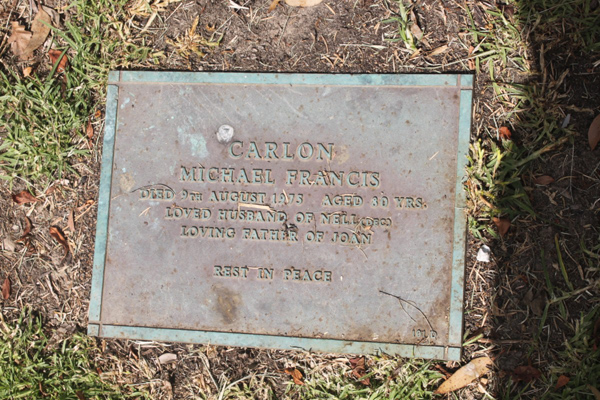 CARLON
MICHAEL FRANCIS
DIED 9TH AUGUST 1975 AGED 80 YRS.
LOVED HUSBAND OF NELL, DECD
LOVING FATHER OF JOAN
REST IN PEACE